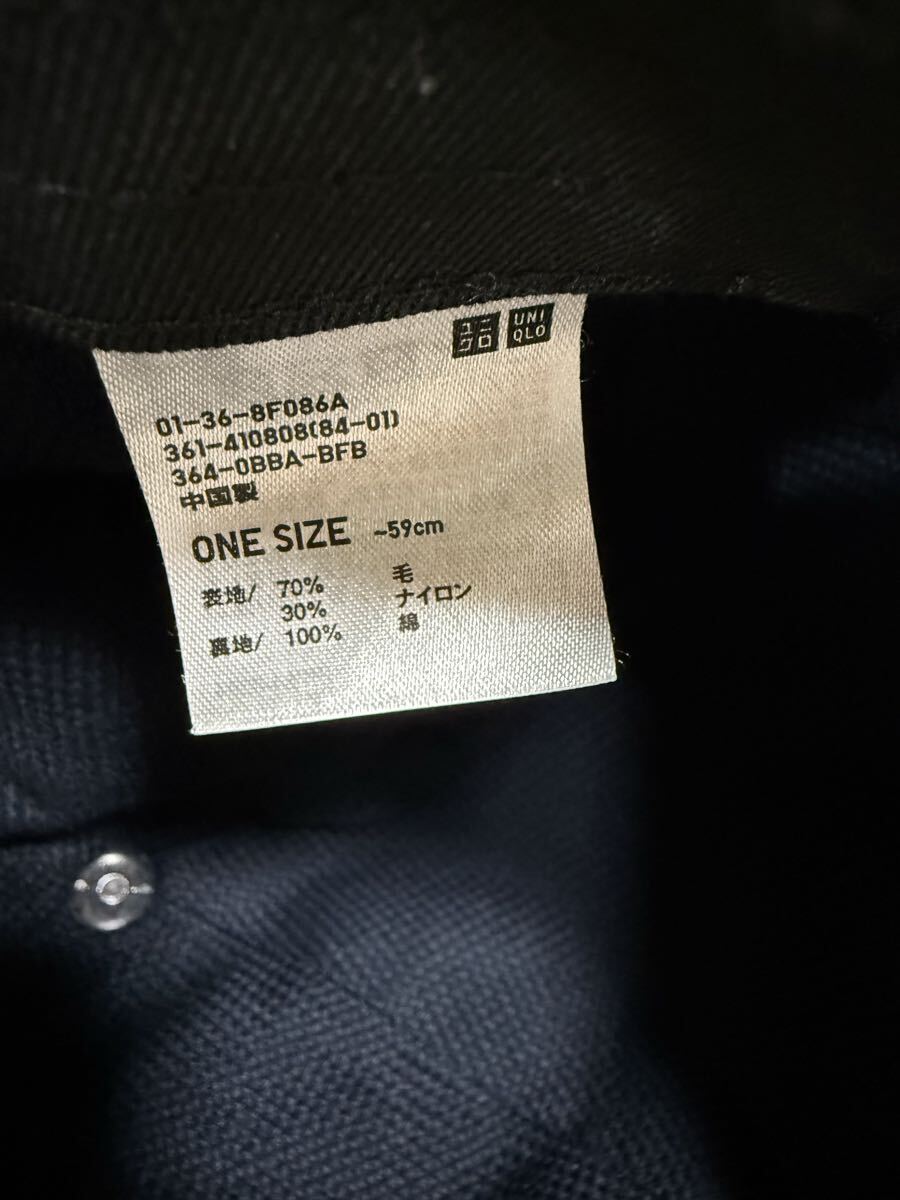 ユニ
クロ
UNI
QLO
01-36-8F086A
361-410808(84-01)
364-0BBA-BFB
中国製
ONE SIZE ~59cm
表地/ 70% 毛
30% ナイロン
裏地/ 100% 綿